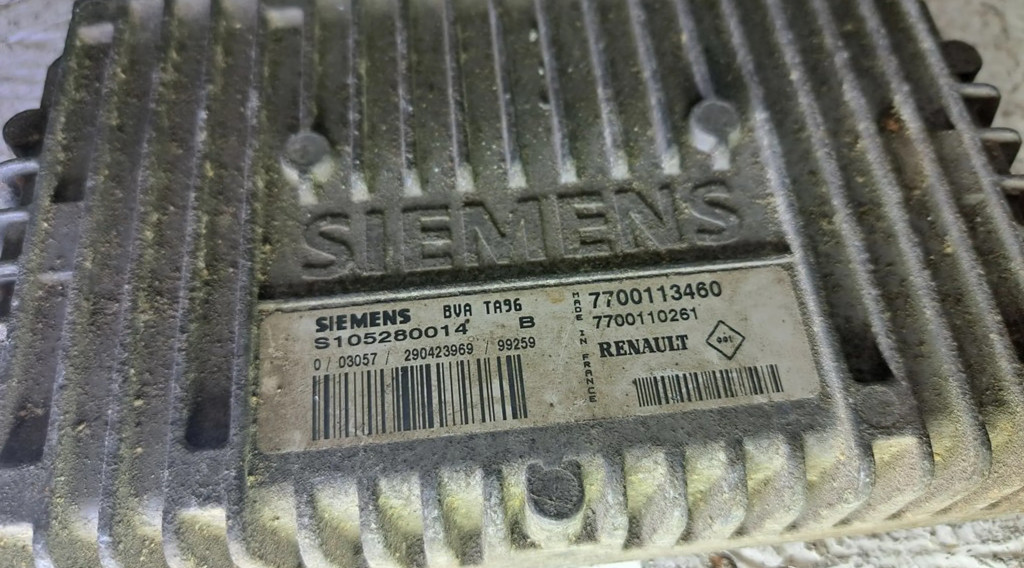 SIEMENS
SIEMENS BVA TA96
S105280014 B
0 / 03057 / 290423969 / 99259
MADE IN FRANCE
7700113460
7700110261
RENAULT